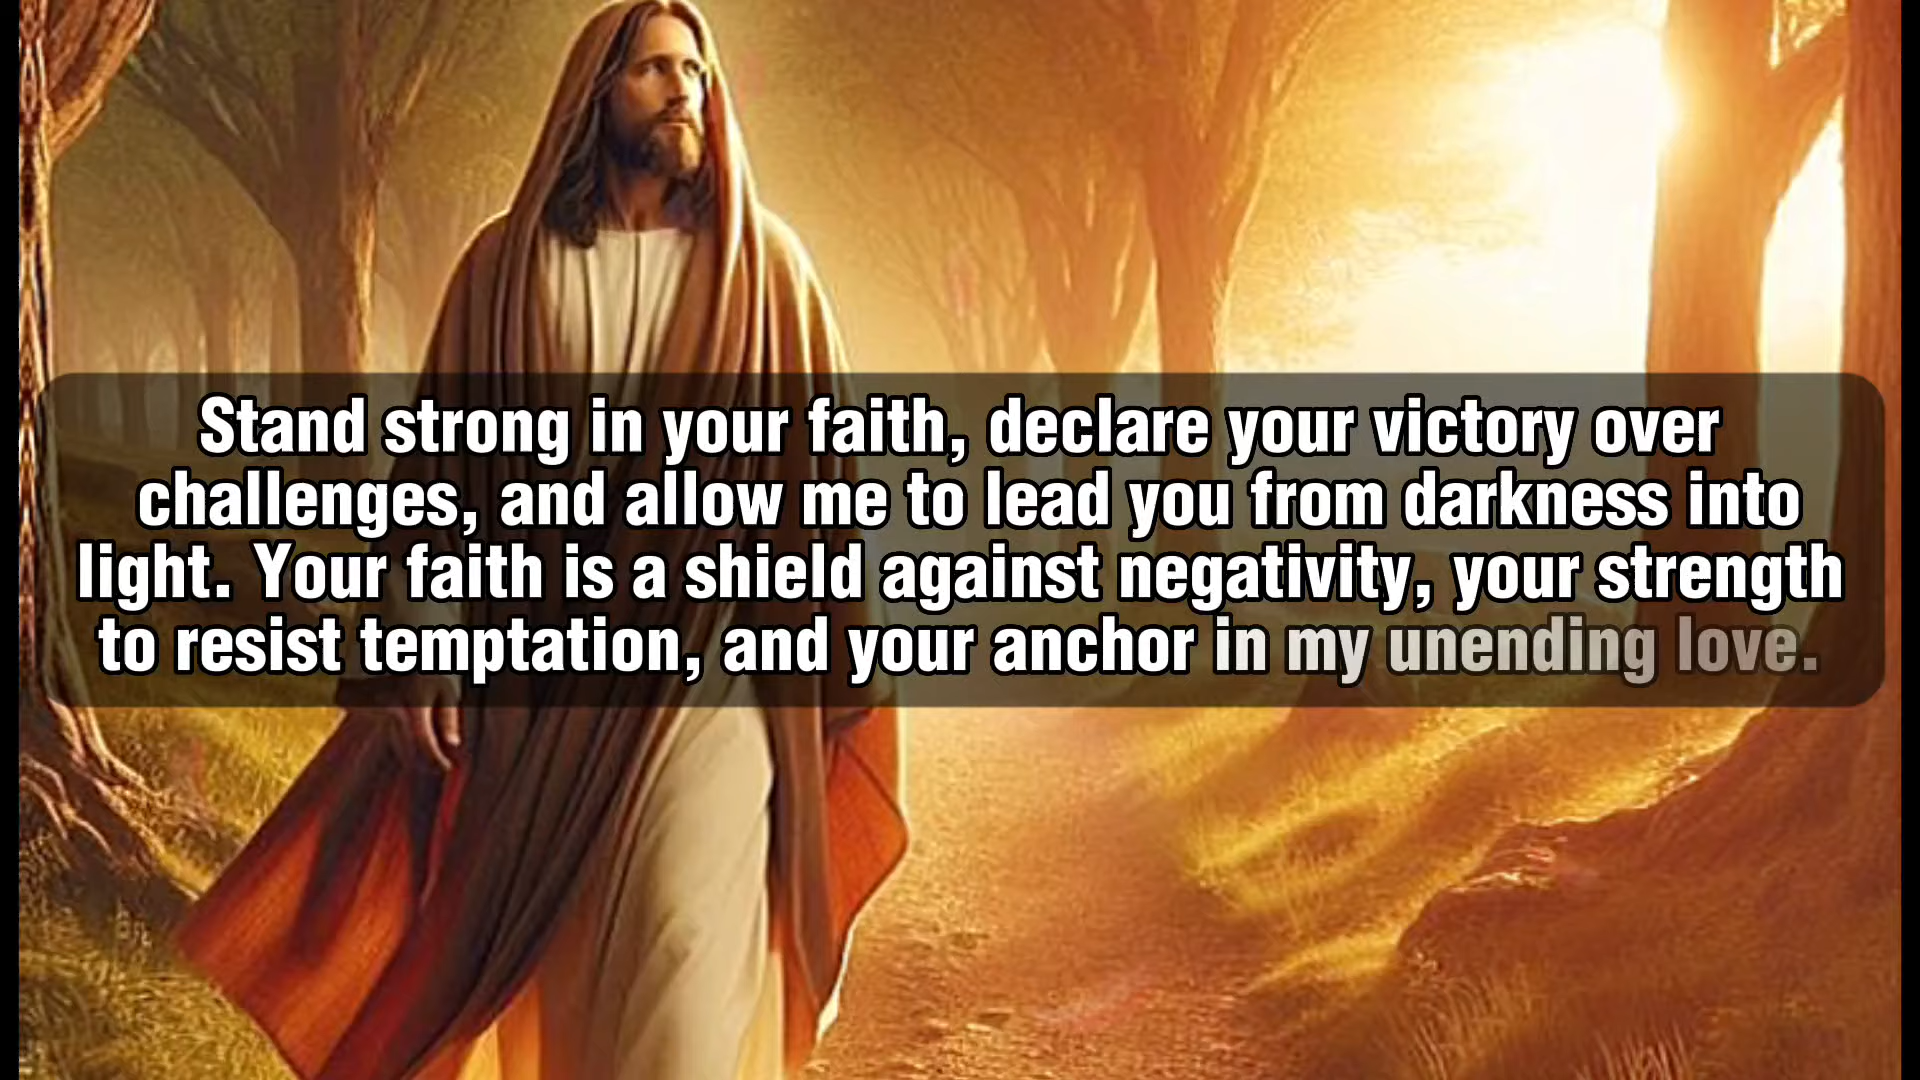 Stand strong in your faith, declare your victory over
challenges, and allow me to lead you from darkness into
light. Your faith is a shield against negativity, your strength
to resist temptation, and your anchor in my unending love.